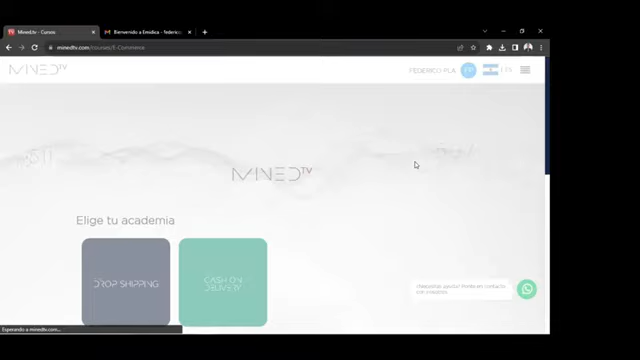 Mined.tv - Cursos
Bienvenido a Emidica - federico
minedtv.com/courses/E-Commerce
MINEDTV
FEDERICO PLA
FP
ES
MINEDTV
Elige tu academia
DROP SHIPPING
CASH ON
DELIVERY
¿Necesitas ayuda? Ponte en contacto
con nosotros
Esperando a minedtv.com...